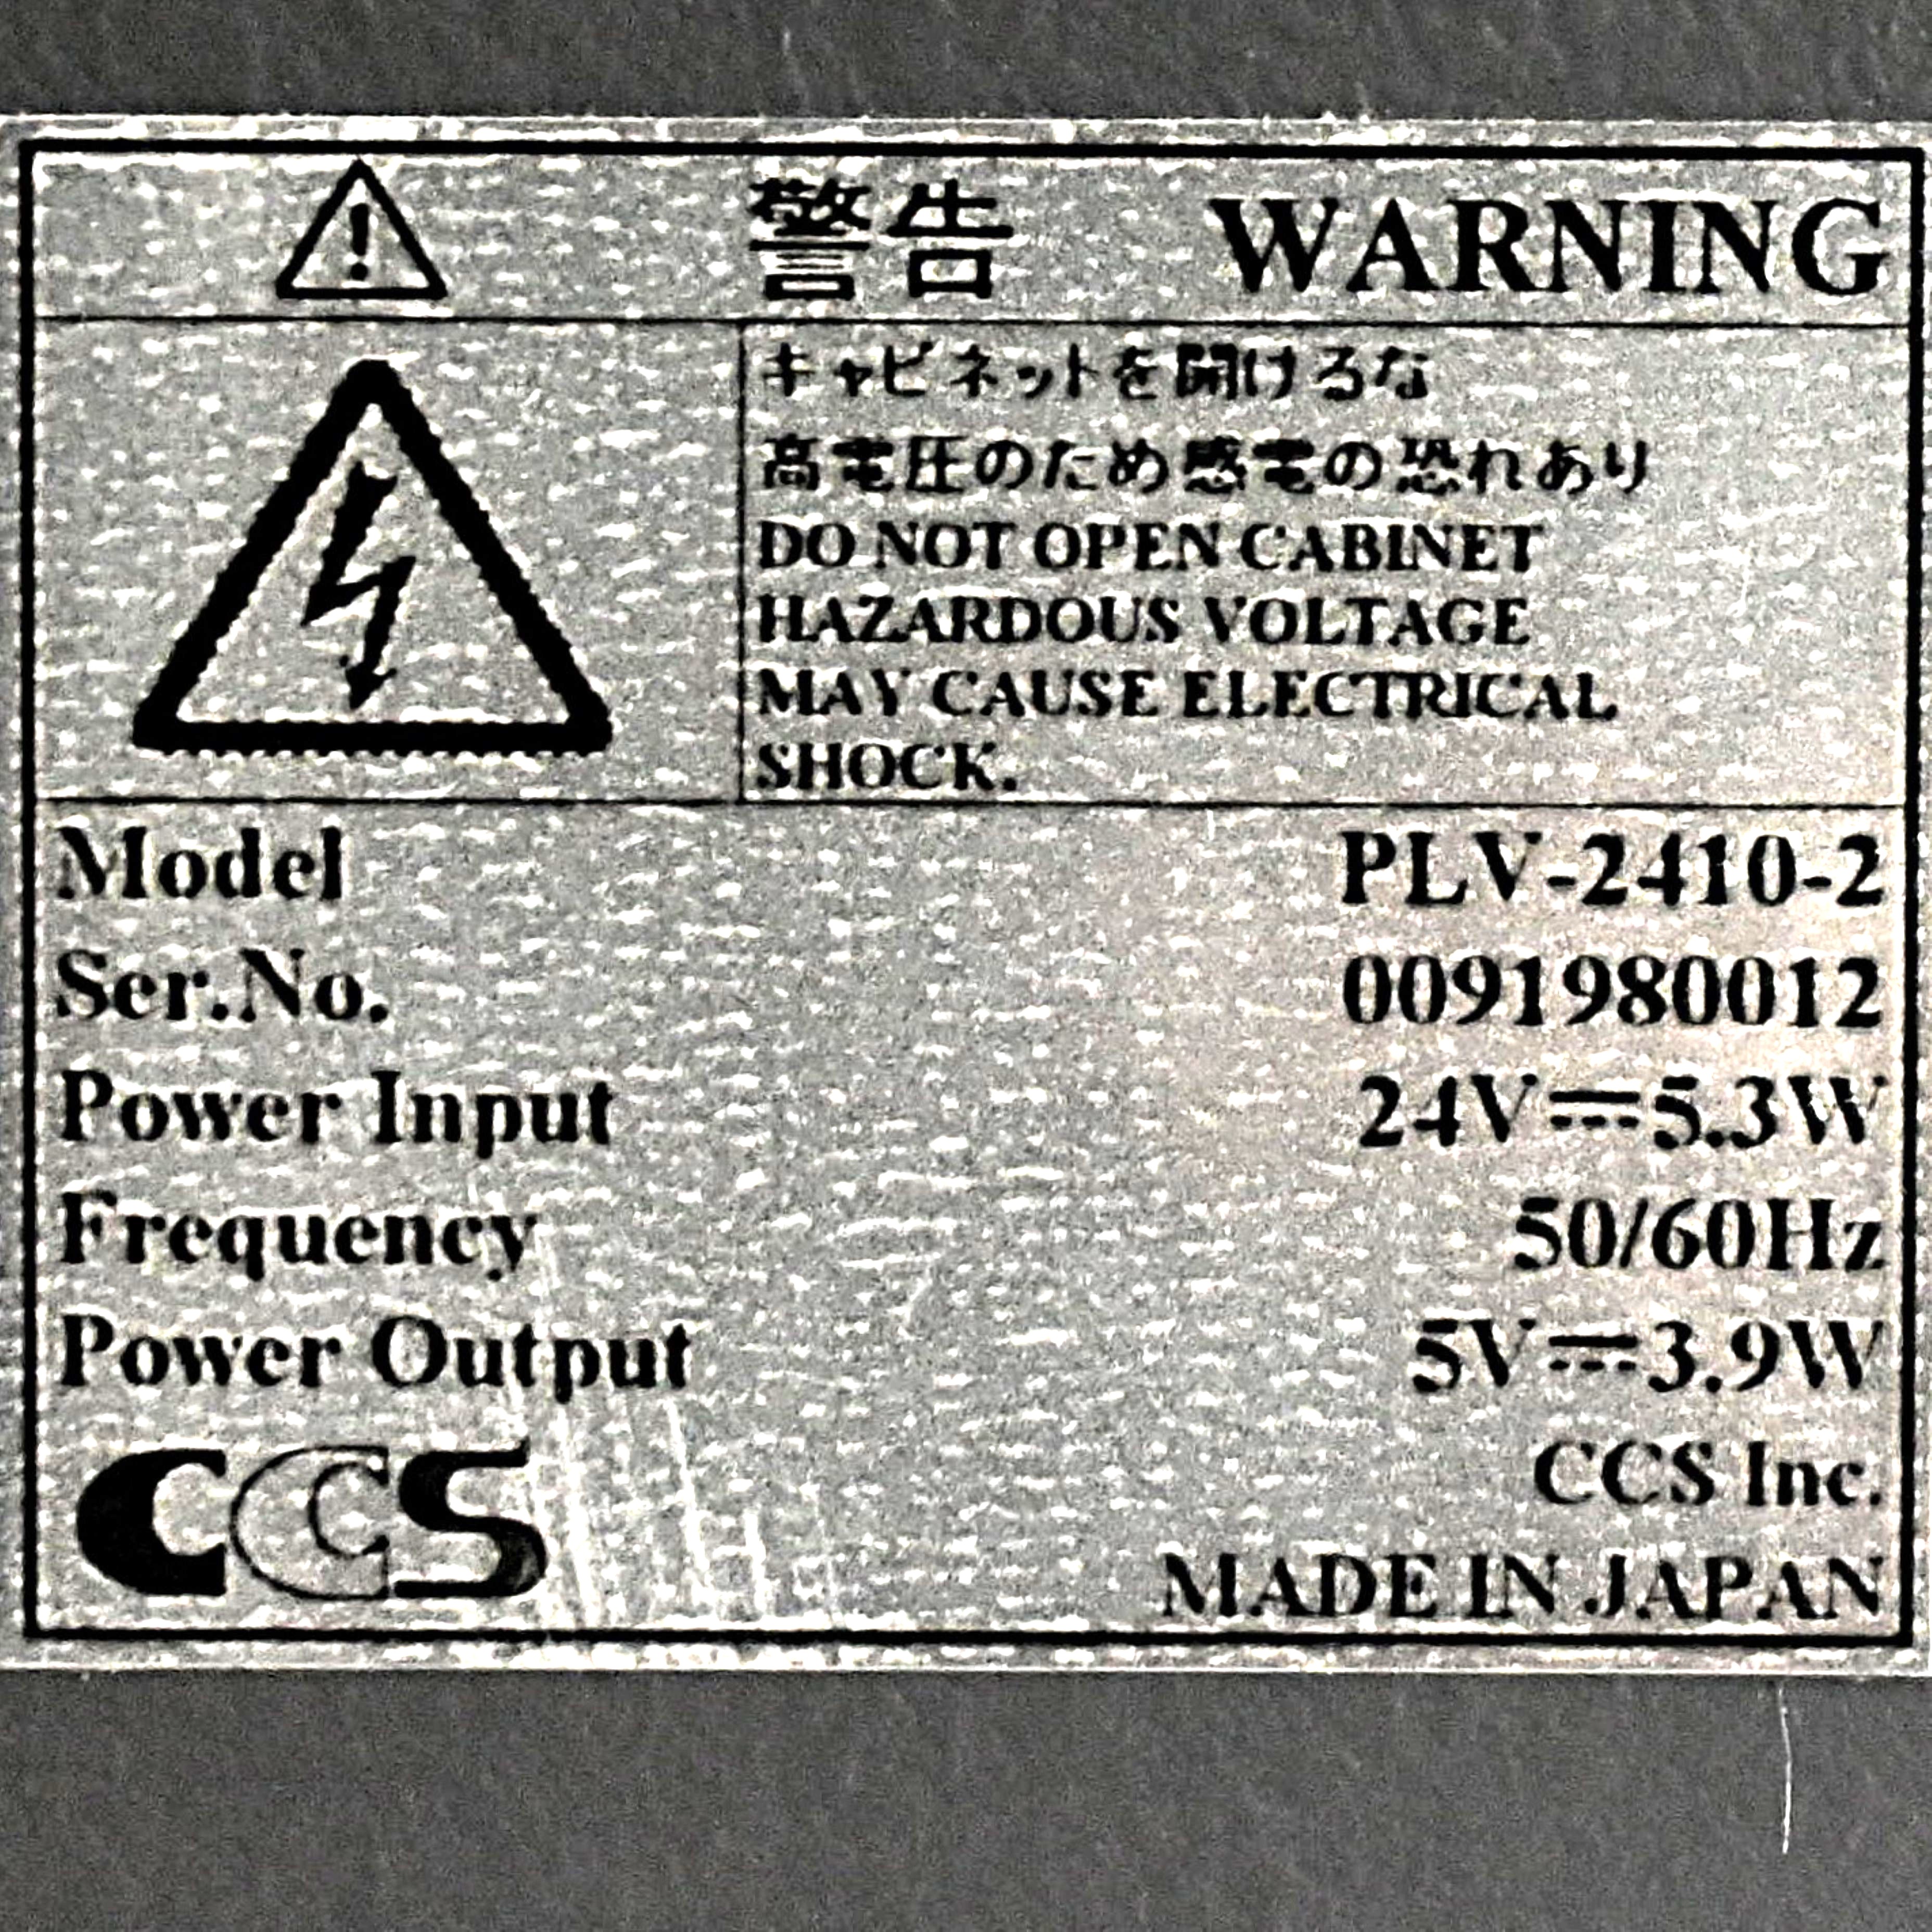 警告 WARNING
キャビネットを開けるな
高電圧のため感電の恐れあり
DO NOT OPEN CABINET
HAZARDOUS VOLTAGE
MAY CAUSE ELECTRICAL
SHOCK.
Model PLV-2410-2
Ser.No. 0091980012
Power Input 24V⎓5.3W
Frequency 50/60Hz
Power Output 5V⎓3.9W
CCS CCS Inc.
MADE IN JAPAN